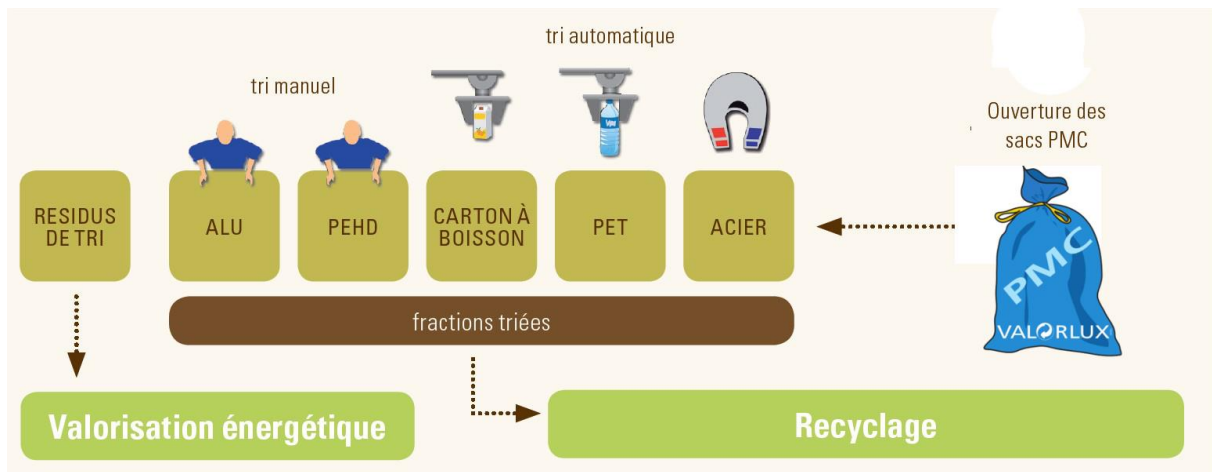 tri automatique
tri manuel
Ouverture des
sacs PMC
RESIDUS
DE TRI
ALU
PEHD
CARTON À
BOISSON
PET
ACIER
PMC
VALORLUX
fractions triées
Valorisation énergétique
Recyclage